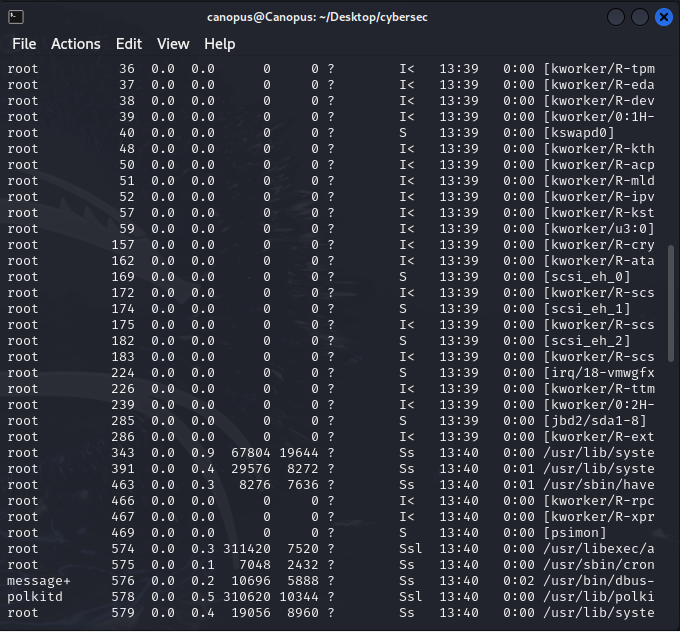 canopus@Canopus: ~/Desktop/cybersec
File Actions Edit View Help
root 36 0.0 0.0 0 0 ? I< 13:39 0:00 [kworker/R-tpm
root 37 0.0 0.0 0 0 ? I< 13:39 0:00 [kworker/R-eda
root 38 0.0 0.0 0 0 ? I< 13:39 0:00 [kworker/R-dev
root 39 0.0 0.0 0 0 ? I< 13:39 0:00 [kworker/0:1H-
root 40 0.0 0.0 0 0 ? S 13:39 0:00 [kswapd0]
root 48 0.0 0.0 0 0 ? I< 13:39 0:00 [kworker/R-kth
root 50 0.0 0.0 0 0 ? I< 13:39 0:00 [kworker/R-acp
root 51 0.0 0.0 0 0 ? I< 13:39 0:00 [kworker/R-mld
root 52 0.0 0.0 0 0 ? I< 13:39 0:00 [kworker/R-ipv
root 57 0.0 0.0 0 0 ? I< 13:39 0:00 [kworker/R-kst
root 59 0.0 0.0 0 0 ? I< 13:39 0:00 [kworker/u3:0]
root 157 0.0 0.0 0 0 ? I< 13:39 0:00 [kworker/R-cry
root 162 0.0 0.0 0 0 ? I< 13:39 0:00 [kworker/R-ata
root 169 0.0 0.0 0 0 ? S 13:39 0:00 [scsi_eh_0]
root 172 0.0 0.0 0 0 ? I< 13:39 0:00 [kworker/R-scs
root 174 0.0 0.0 0 0 ? S 13:39 0:00 [scsi_eh_1]
root 175 0.0 0.0 0 0 ? I< 13:39 0:00 [kworker/R-scs
root 182 0.0 0.0 0 0 ? S 13:39 0:00 [scsi_eh_2]
root 183 0.0 0.0 0 0 ? I< 13:39 0:00 [kworker/R-scs
root 224 0.0 0.0 0 0 ? S 13:39 0:00 [irq/18-vmwgfx
root 226 0.0 0.0 0 0 ? I< 13:39 0:00 [kworker/R-ttm
root 239 0.0 0.0 0 0 ? I< 13:39 0:00 [kworker/0:2H-
root 285 0.0 0.0 0 0 ? S 13:39 0:00 [jbd2/sda1-8]
root 286 0.0 0.0 0 0 ? I< 13:39 0:00 [kworker/R-ext
root 343 0.0 0.9 67804 19644 ? Ss 13:40 0:00 /usr/lib/syste
root 391 0.0 0.4 29576 8272 ? Ss 13:40 0:01 /usr/lib/syste
root 463 0.0 0.3 8276 7636 ? Ss 13:40 0:01 /usr/sbin/have
root 466 0.0 0.0 0 0 ? I< 13:40 0:00 [kworker/R-rpc
root 467 0.0 0.0 0 0 ? I< 13:40 0:00 [kworker/R-xpr
root 469 0.0 0.0 0 0 ? S 13:40 0:00 [psimon]
root 574 0.0 0.3 311420 7520 ? Ssl 13:40 0:00 /usr/libexec/a
root 575 0.0 0.1 7048 2432 ? Ss 13:40 0:00 /usr/sbin/cron
message+ 576 0.0 0.2 10696 5888 ? Ss 13:40 0:02 /usr/bin/dbus-
polkitd 578 0.0 0.5 310620 10344 ? Ssl 13:40 0:00 /usr/lib/polki
root 579 0.0 0.4 19056 8960 ? Ss 13:40 0:00 /usr/lib/syste